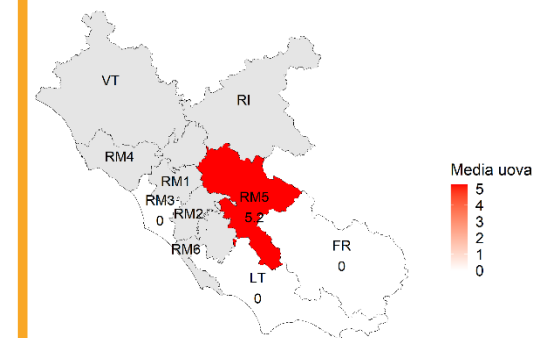 VT
RI
RM4
RM1
RM3
0
RM2
RM5
5.2
RM6
FR
0
LT
0
Media uova
5
4
3
2
1
0